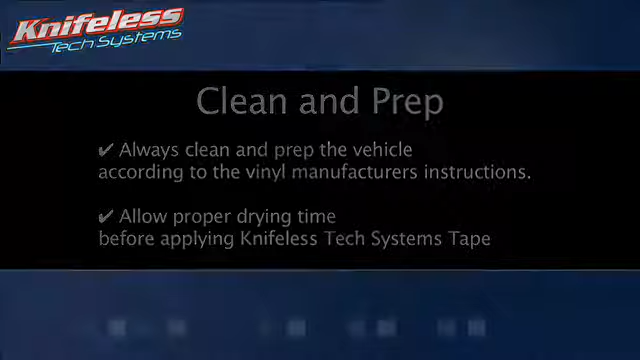 Knifeless
Tech Systems
Clean and Prep
✔ Always clean and prep the vehicle
according to the vinyl manufacturers instructions.
✔ Allow proper drying time
before applying Knifeless Tech Systems Tape